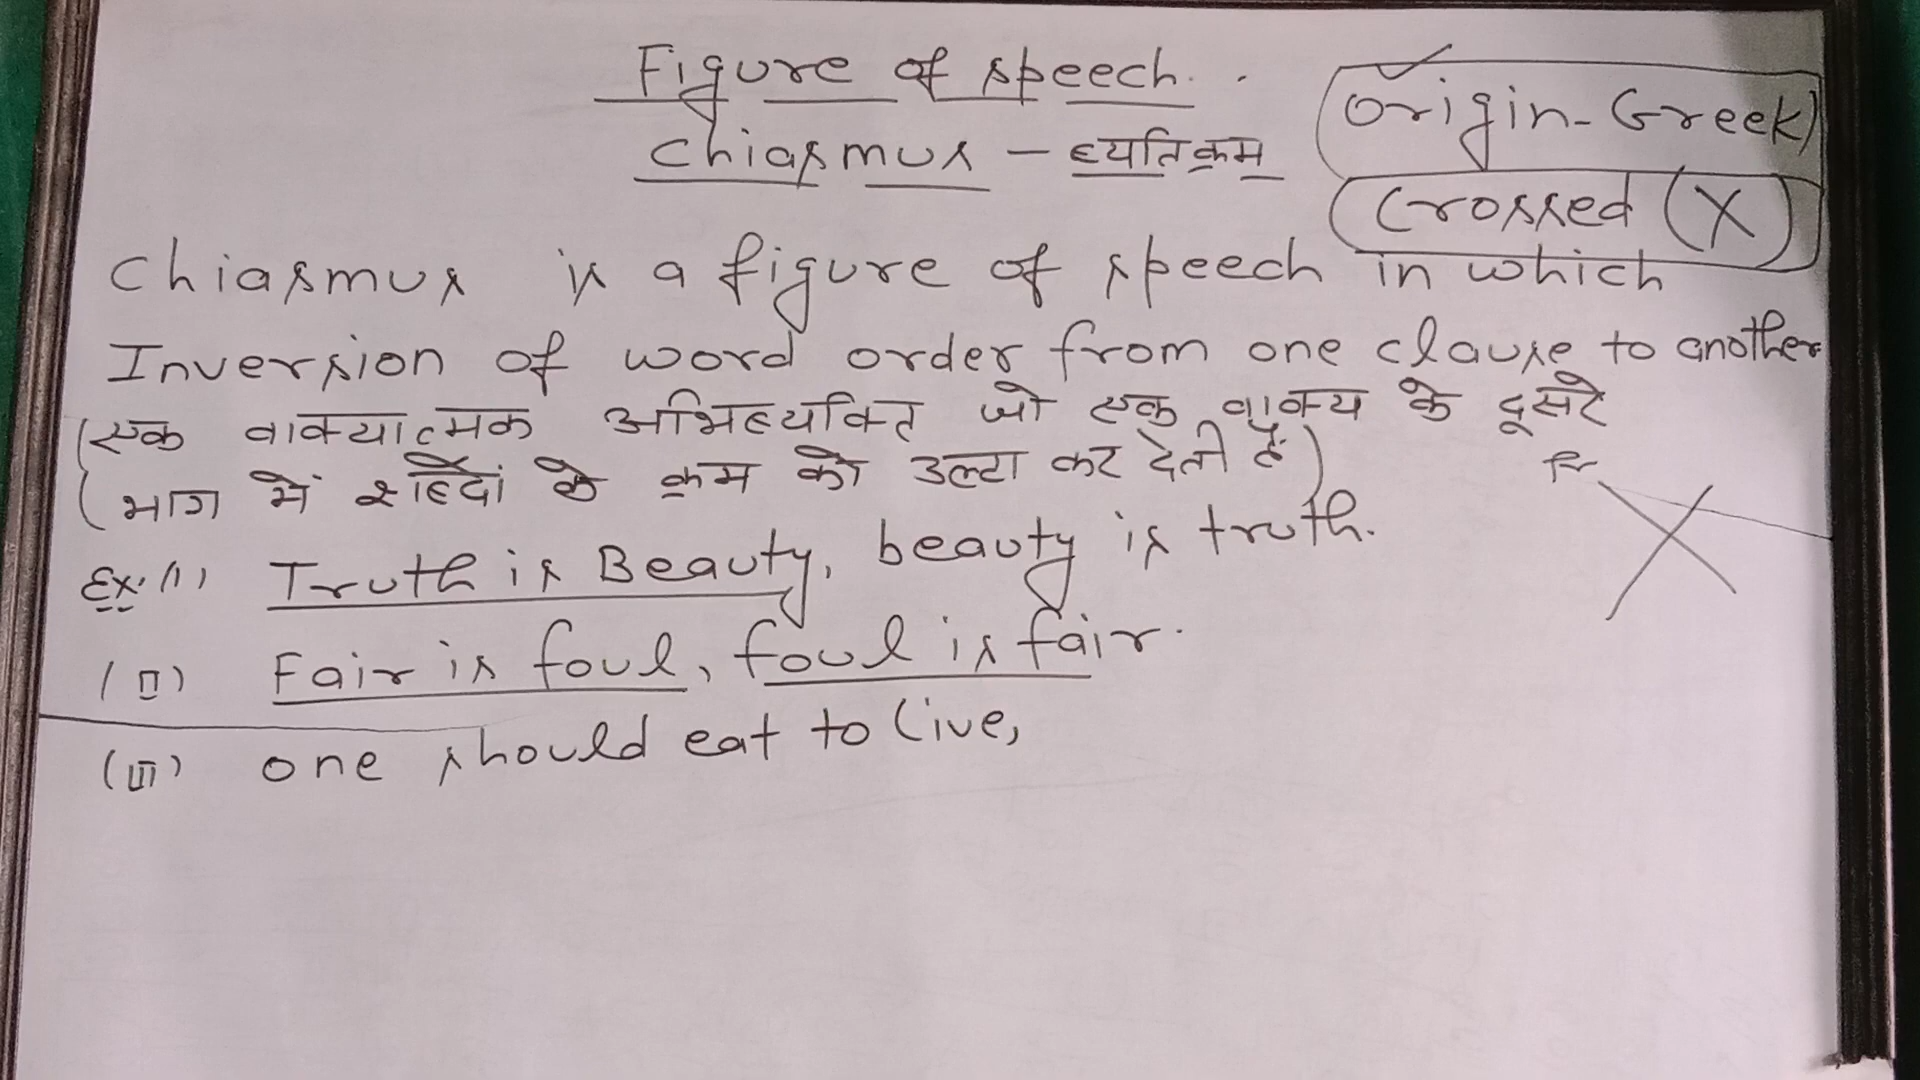 Figure of speech.
Chiasmus - व्यतिक्रम
Origin- Greek
Crossed (X)
Chiasmus is a figure of speech in which
Inversion of word order from one clause to another
(एक वाक्यात्मक अभिव्यक्ति जो एक वाक्य के दूसरे
भाग में शब्दों के क्रम को उल्टा कर देती है)
Ex. (I) Truth is Beauty, beauty is truth.
(II) Fair is foul, foul is fair.
(III) one should eat to live,